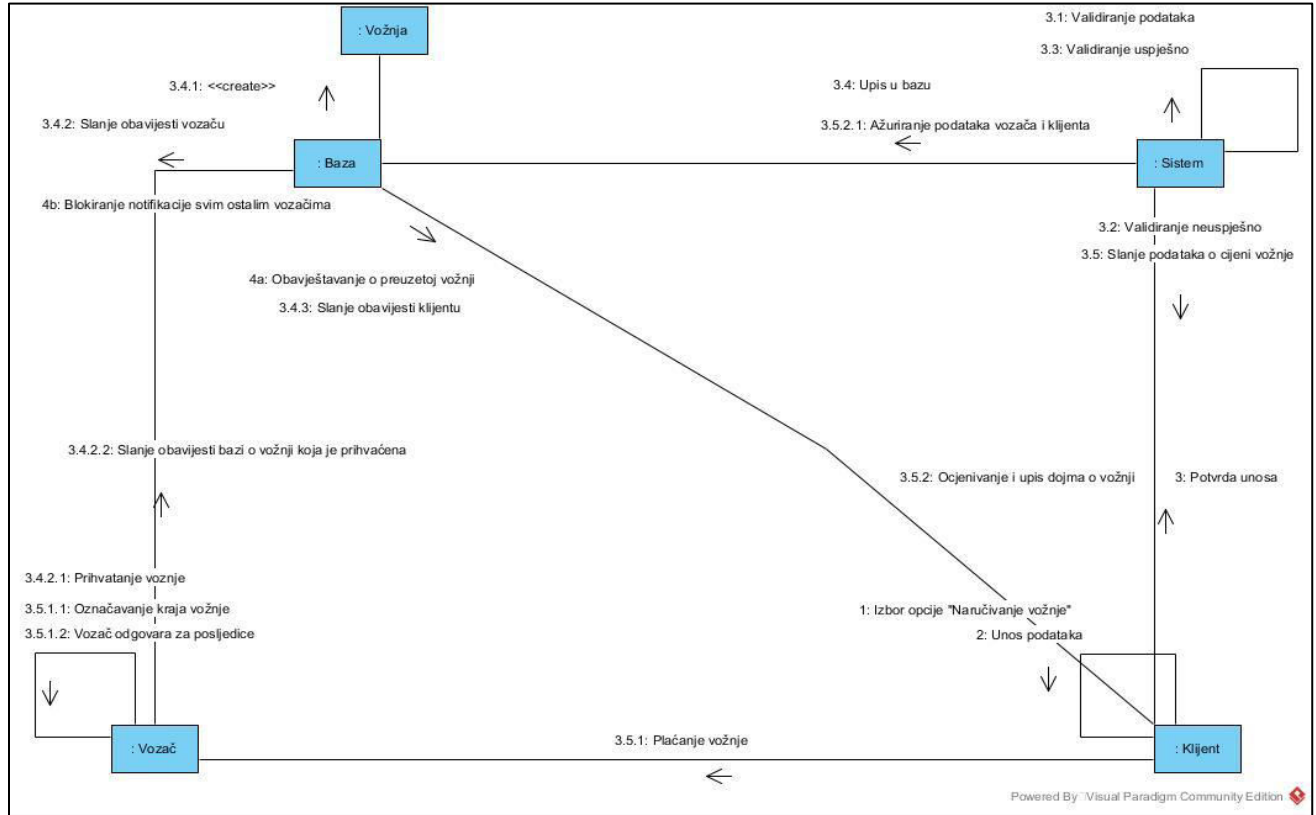 3.1: Validiranje podataka
: Vožnja
3.3: Validiranje uspješno
3.4.1: <<create>>
3.4: Upis u bazu
3.4.2: Slanje obavijesti vozaču
3.5.2.1: Ažuriranje podataka vozača i klijenta
: Baza
: Sistem
4b: Blokiranje notifikacije svim ostalim vozačima
3.2: Validiranje neuspješno
3.5: Slanje podataka o cijeni vožnje
4a: Obavještavanje o preuzetoj vožnji
3.4.3: Slanje obavijesti klijentu
3.4.2.2: Slanje obavijesti bazi o vožnji koja je prihvaćena
3.5.2: Ocjenivanje i upis dojma o vožnji
3: Potvrda unosa
3.4.2.1: Prihvatanje voznje
3.5.1.1: Označavanje kraja vožnje
1: Izbor opcije "Naručivanje vožnje"
3.5.1.2: Vozač odgovara za posljedice
2: Unos podataka
3.5.1: Plaćanje vožnje
: Vozač
: Klijent
Powered By Visual Paradigm Community Edition